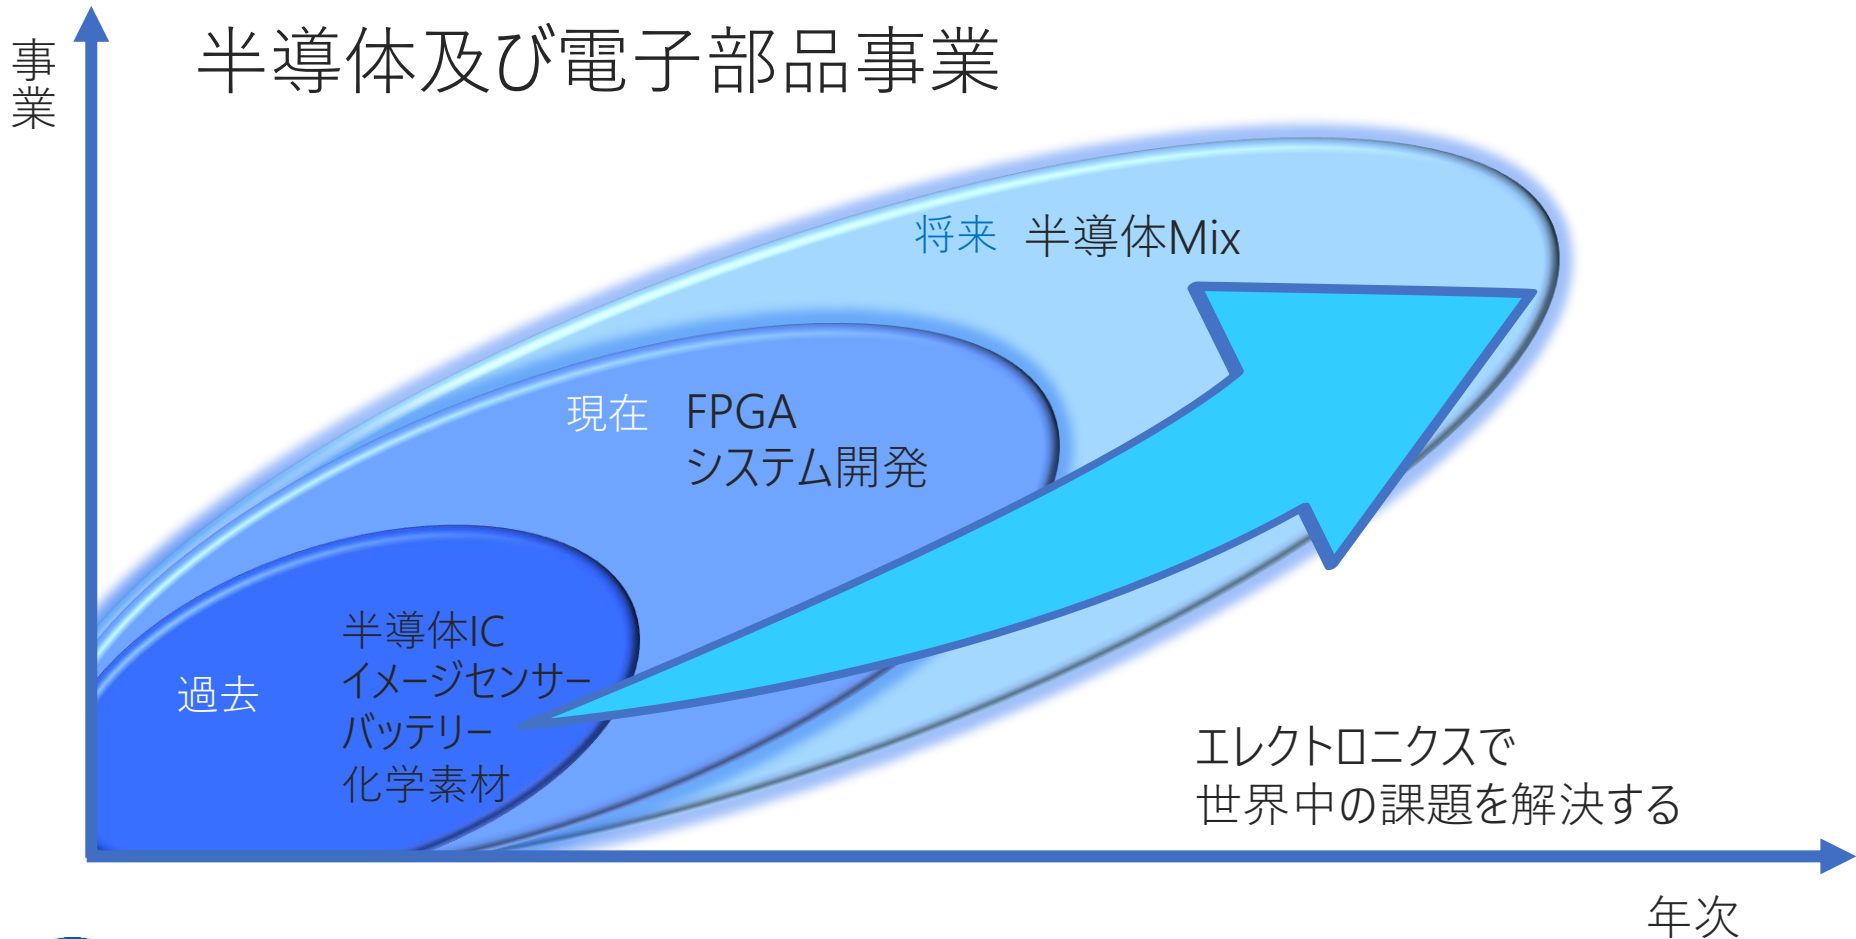 事業
半導体及び電子部品事業
将来 半導体Mix
現在 FPGA
システム開発
過去
半導体IC
イメージセンサー
バッテリー
化学素材
エレクトロニクスで
世界中の課題を解決する
年次